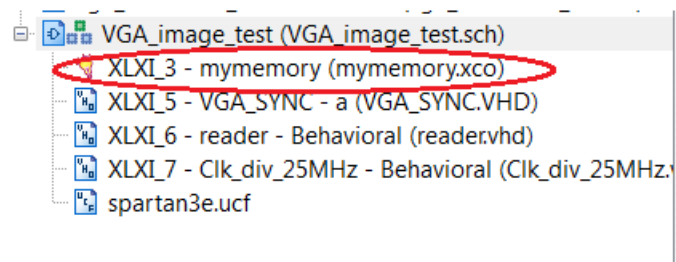 VGA_image_test (VGA_image_test.sch)
XLXI_3 - mymemory (mymemory.xco)
XLXI_5 - VGA_SYNC - a (VGA_SYNC.VHD)
XLXI_6 - reader - Behavioral (reader.vhd)
XLXI_7 - Clk_div_25MHz - Behavioral (Clk_div_25MHz.v
spartan3e.ucf